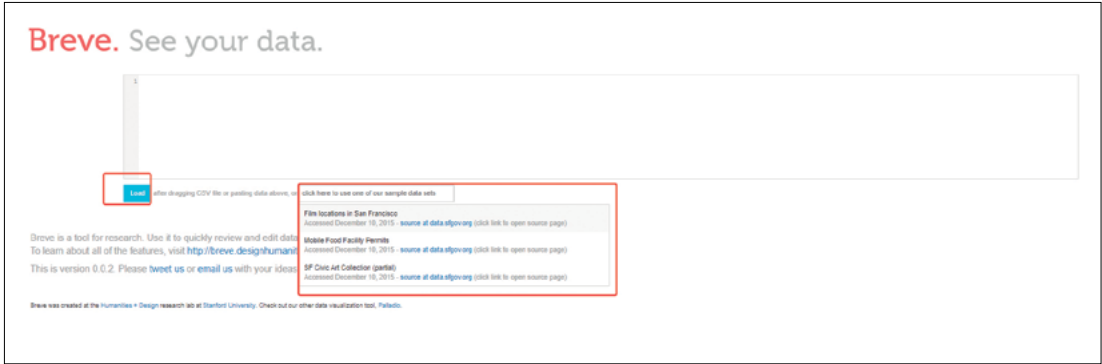 Breve. See your data.
1
Load after dragging CSV file or pasting data above, or click here to use one of our sample data sets
Film locations in San Francisco
Accessed December 10, 2015 - source at data.sfgov.org (click link to open source page)
Mobile Food Facility Permits
Accessed December 10, 2015 - source at data.sfgov.org (click link to open source page)
SF Civic Art Collection (partial)
Accessed December 10, 2015 - source at data.sfgov.org (click link to open source page)
Breve is a tool for research. Use it to quickly review and edit data
To learn about all of the features, visit http://breve.designhumanit
This is version 0.0.2. Please tweet us or email us with your ideas
Breve was created at the Humanities + Design research lab at Stanford University. Check out our other data visualization tool, Palladio.